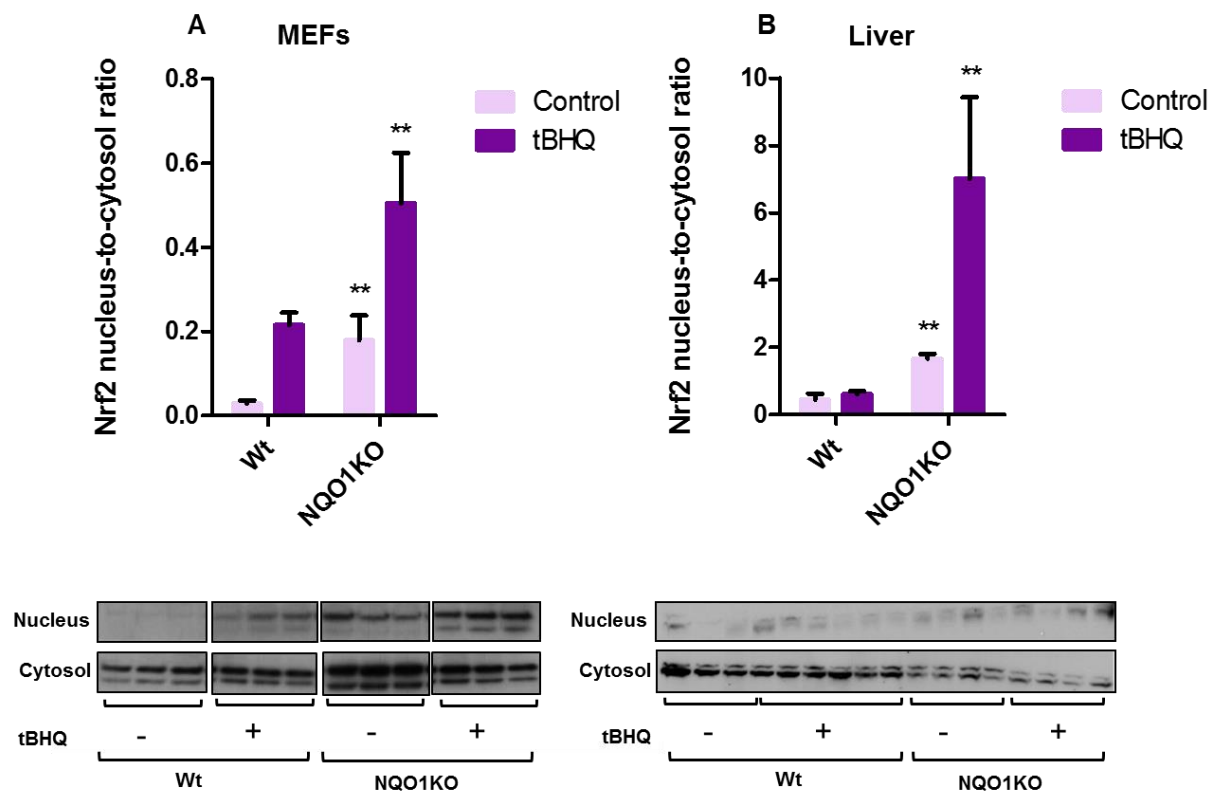 A
MEFs
Nrf2 nucleus-to-cytosol ratio
0.8
0.6
0.4
0.2
0.0
**
**
Wt
NQO1KO
Control
tBHQ
B
Liver
Nrf2 nucleus-to-cytosol ratio
10
8
6
4
2
0
**
**
Wt
NQO1KO
Control
tBHQ
Nucleus
Cytosol
tBHQ - + - +
Wt NQO1KO
Nucleus
Cytosol
tBHQ - + - +
Wt NQO1KO